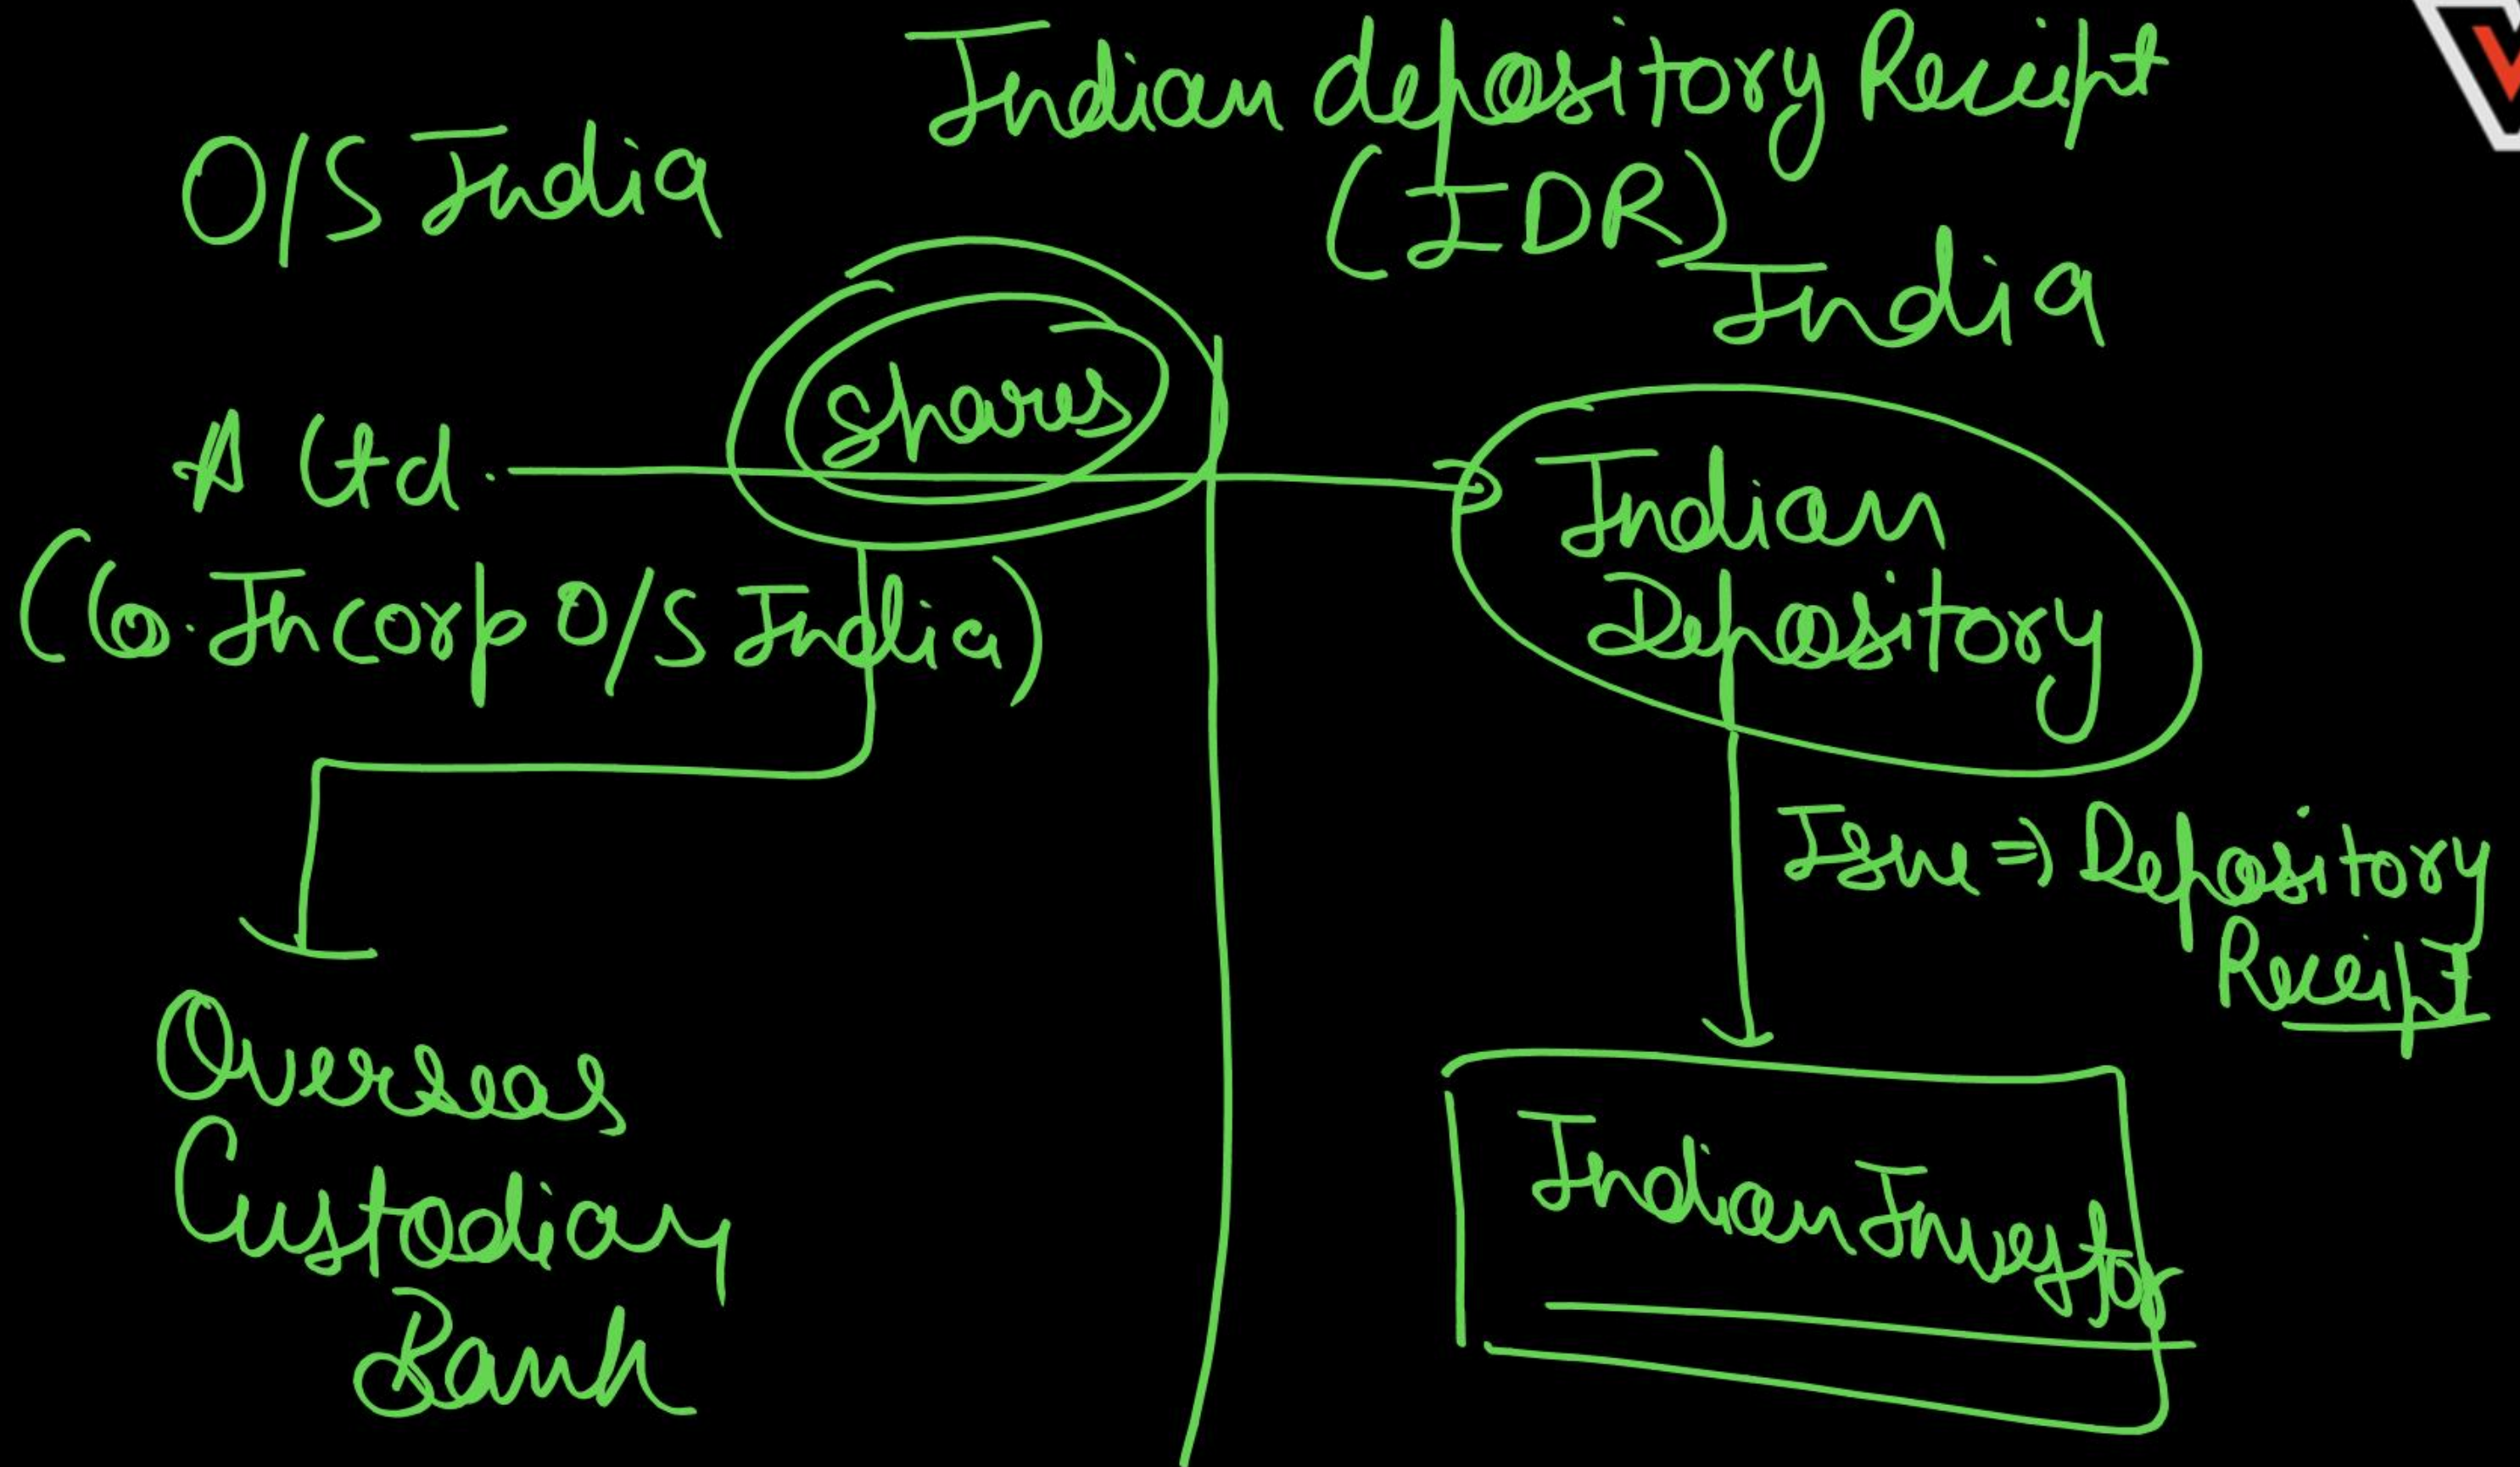 Indian depository Receipt
(IDR)
O/S India
India
shares
A Ltd.
(Co. Incorp O/S India)
Indian
Depository
Issue ⇒ Depository
Receipt
Overseas
Custodian
Bank
Indian Investor